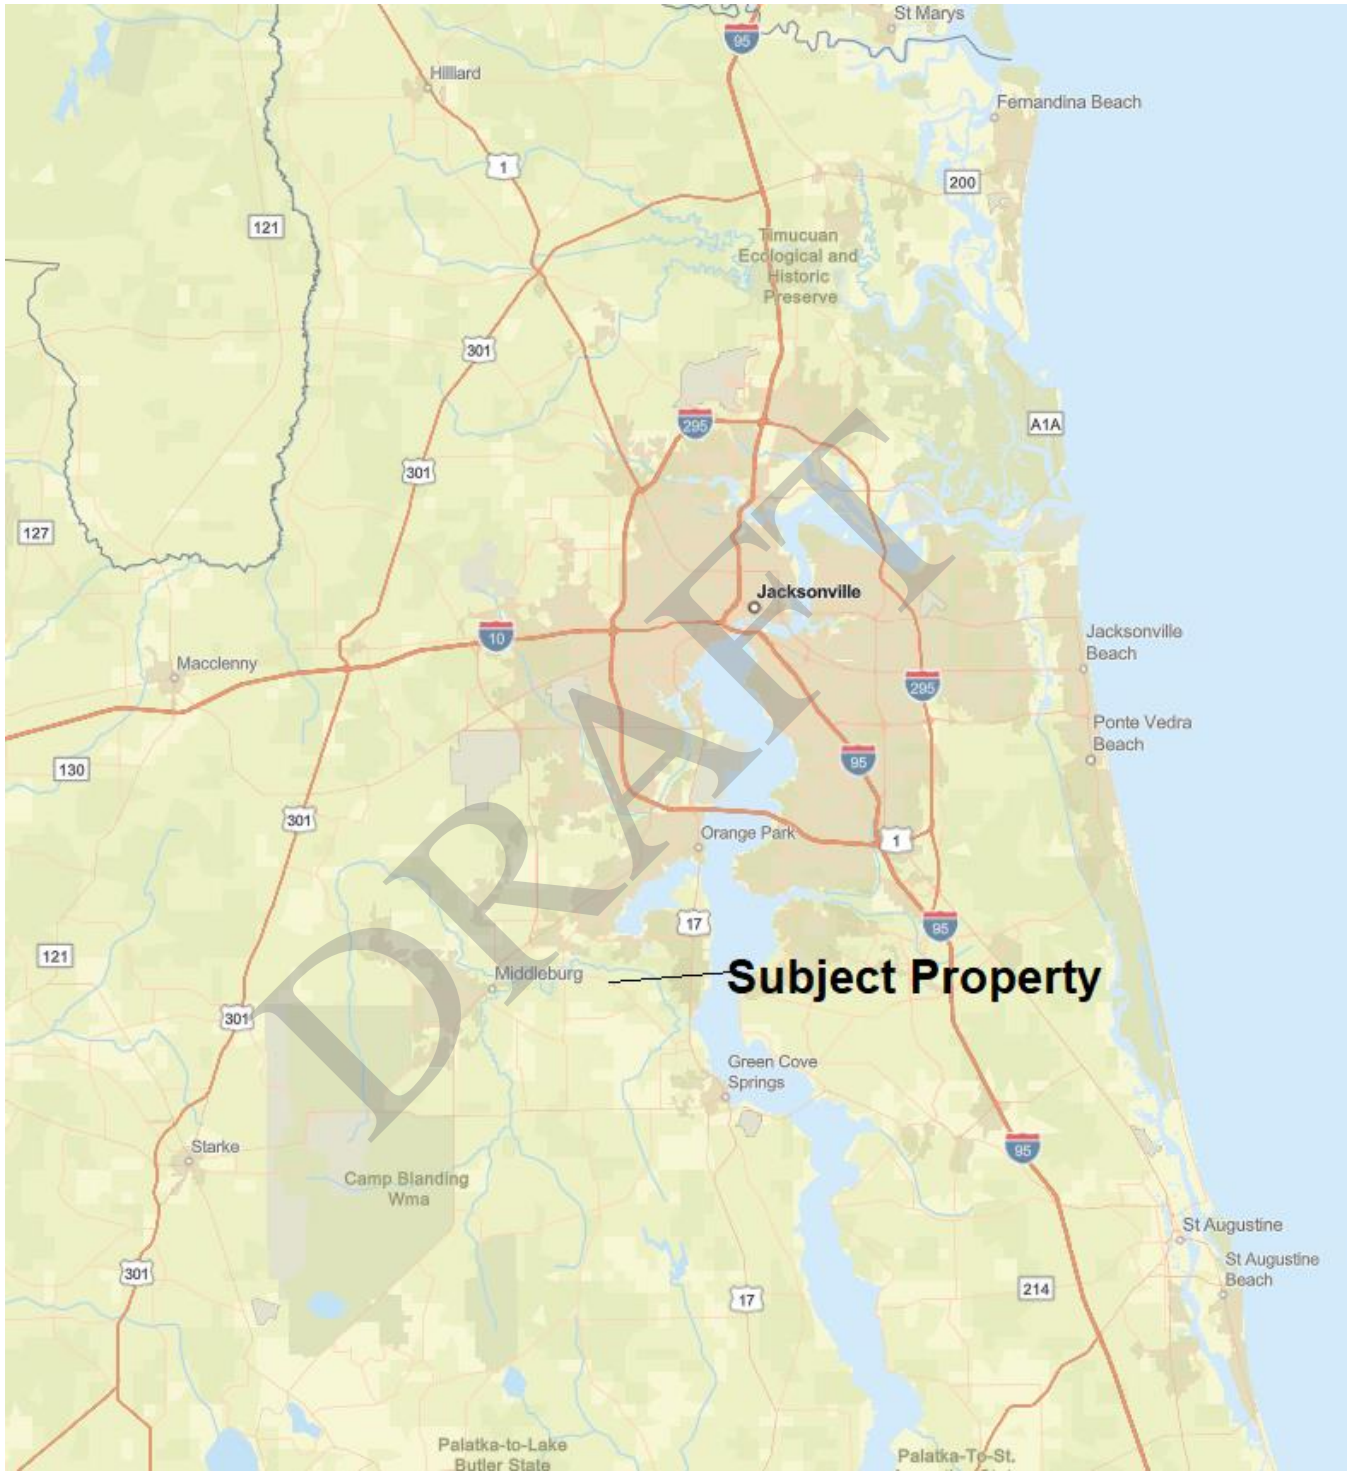 St Marys
95
Fernandina Beach
Hilliard
1
200
121
Timucuan
Ecological and
Historic
Preserve
301
295
A1A
301
127
Jacksonville
10
Jacksonville
Beach
Macclenny
295
Ponte Vedra
Beach
95
130
301
Orange Park
1
17
95
121
Middleburg
Subject Property
301
Green Cove
Springs
Starke
95
Camp Blanding
Wma
St Augustine
St Augustine
Beach
301
214
17
Palatka-to-Lake
Butler State
Palatka-To-St.
DRAFT